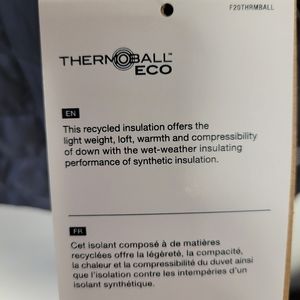 F20THRMBALL
THERMOBALL™
ECO
EN
This recycled insulation offers the
light weight, loft, warmth and compressibility
of down with the wet-weather insulating
performance of synthetic insulation.
FR
Cet isolant composé à de matières
recyclées offre la légèreté, la compacité,
la chaleur et la compressibilité du duvet ainsi
que l'isolation contre les intempéries d'un
isolant synthétique.